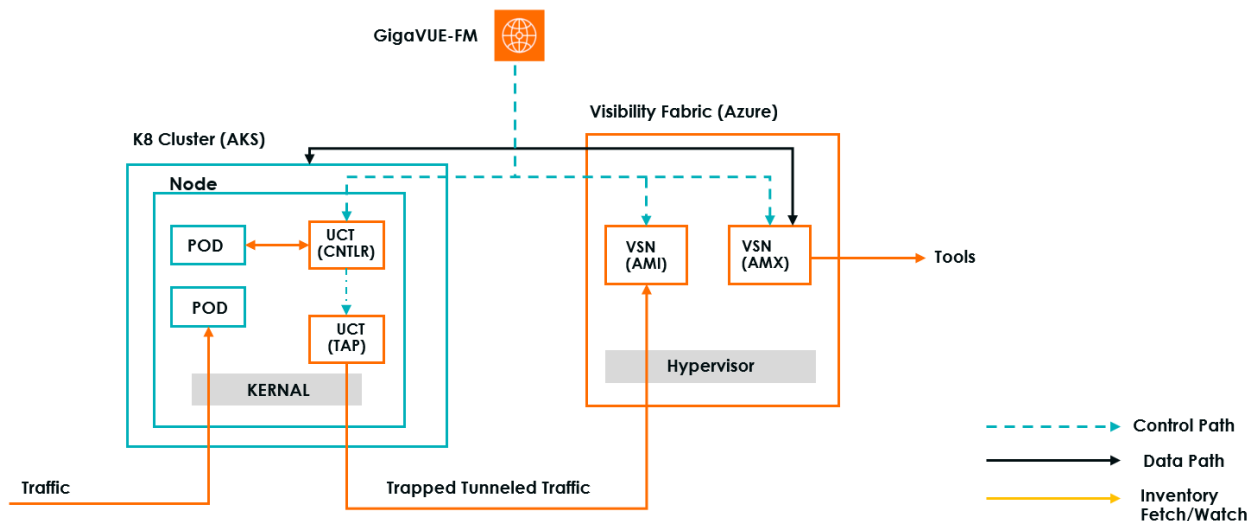 GigaVUE-FM
Visibility Fabric (Azure)
K8 Cluster (AKS)
Node
POD
UCT
(CNTLR)
VSN
(AMI)
VSN
(AMX)
Tools
POD
UCT
(TAP)
KERNAL
Hypervisor
Control Path
Data Path
Traffic
Trapped Tunneled Traffic
Inventory
Fetch/Watch